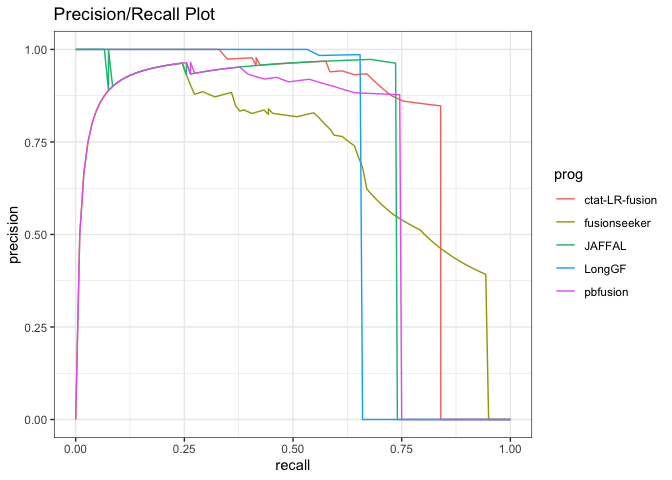 Precision/Recall Plot
1.00
0.75
0.50
0.25
0.00
precision
0.00
0.25
0.50
0.75
1.00
recall
prog
ctat-LR-fusion
fusionseeker
JAFFAL
LongGF
pbfusion